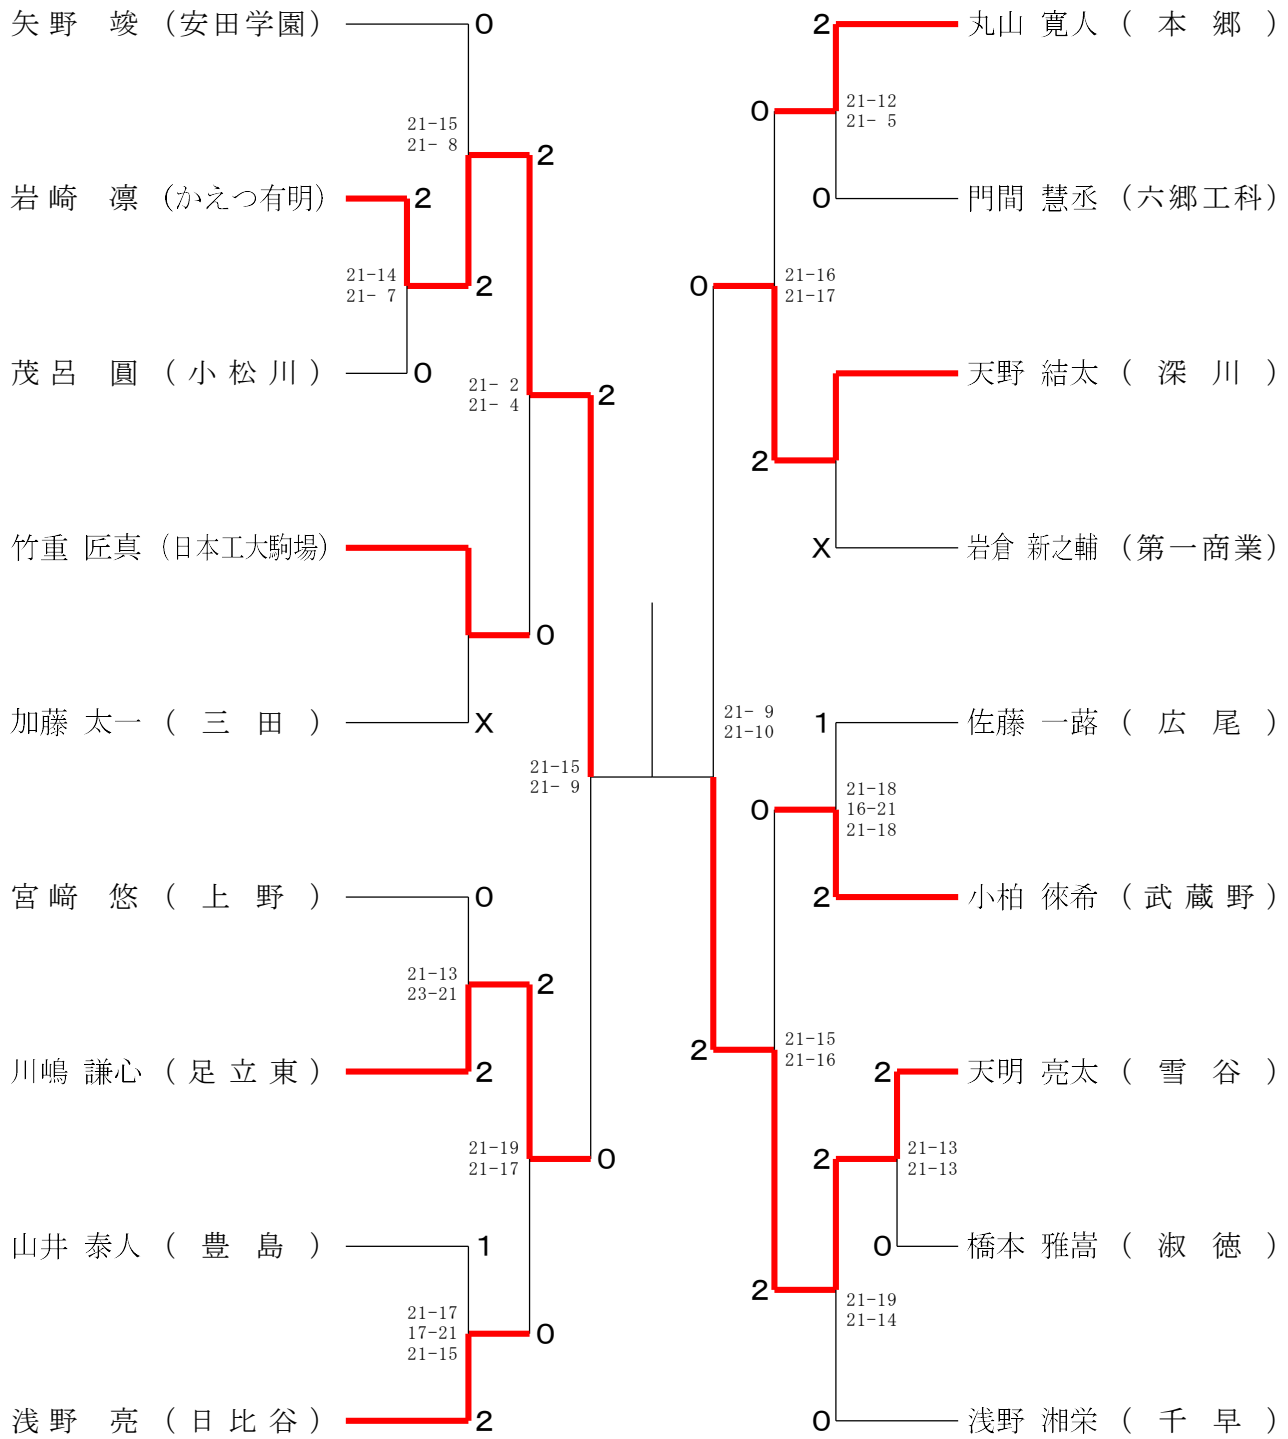 矢野 竣 (安田学園) 0
21-15
21- 8
2
岩崎 凛 (かえつ有明) 2
21-14
21- 7
2
茂呂 圓 (小松川) 0
21- 2
21- 4
2
竹重 匠真 (日本工大駒場)
0
加藤 太一 (三田) X
21-15
21- 9
宮﨑 悠 (上野) 0
21-13
23-21
2
川嶋 謙心 (足立東) 2
21-19
21-17
0
山井 泰人 (豊島) 1
21-17
17-21
21-15
0
浅野 亮 (日比谷) 2
2 丸山 寛人 (本郷)
0
21-12
21- 5
0 門間 慧丞 (六郷工科)
0
21-16
21-17
天野 結太 (深川)
2
X 岩倉 新之輔 (第一商業)
21- 9
21-10
1 佐藤 一蕗 (広尾)
0
21-18
16-21
21-18
2 小柏 徠希 (武蔵野)
2
21-15
21-16
2 天明 亮太 (雪谷)
2
21-13
21-13
0 橋本 雅嵩 (淑徳)
2
21-19
21-14
0 浅野 湘栄 (千早)